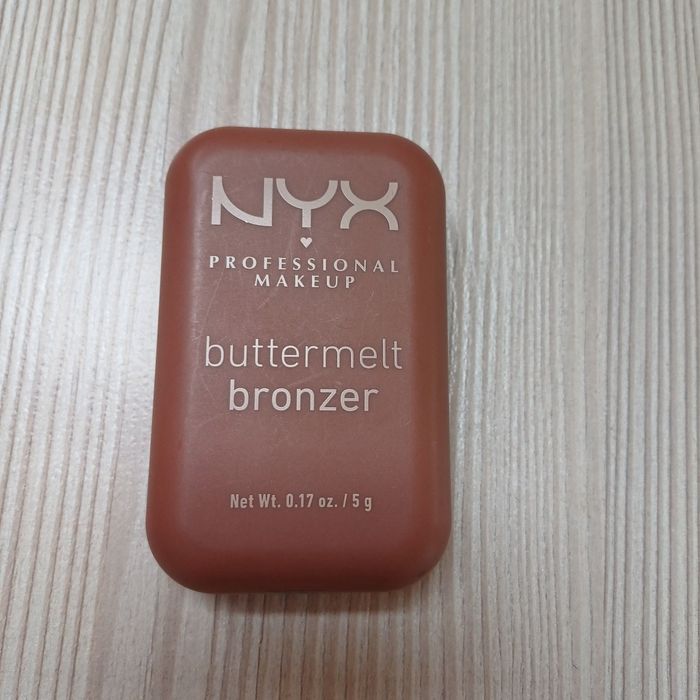 NYX
PROFESSIONAL
MAKEUP
buttermelt
bronzer
Net Wt. 0.17 oz. / 5 g